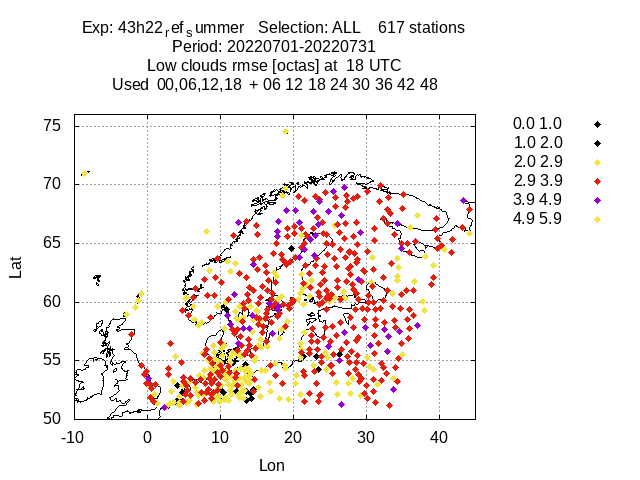 Exp: 43h22refsummer Selection: ALL 617 stations
Period: 20220701-20220731
Low clouds rmse [octas] at 18 UTC
Used 00,06,12,18 + 06 12 18 24 30 36 42 48
0.0 1.0
1.0 2.0
2.0 2.9
2.9 3.9
3.9 4.9
4.9 5.9
75
70
65
60
55
50
Lat
-10 0 10 20 30 40
Lon